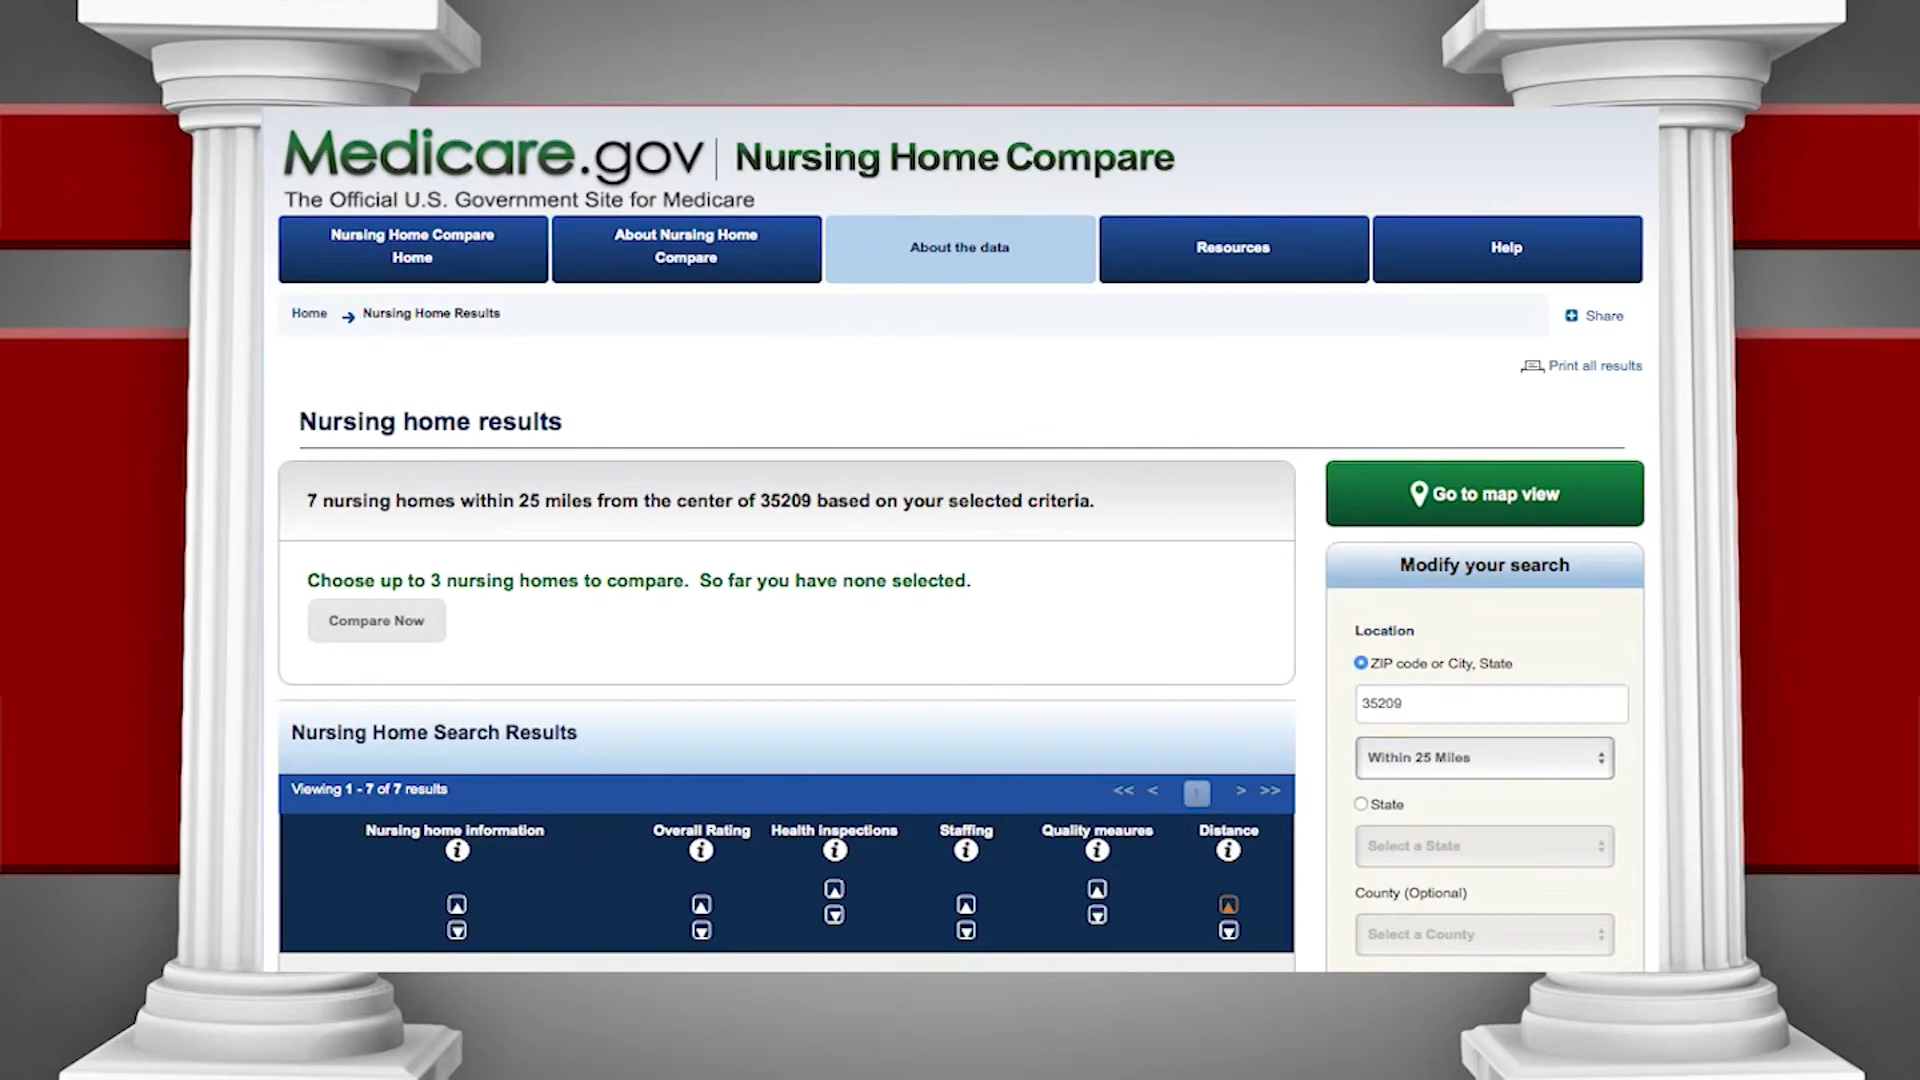 Medicare.gov | Nursing Home Compare
The Official U.S. Government Site for Medicare
Nursing Home Compare
Home
About Nursing Home
Compare
About the data
Resources
Help
Home
Nursing Home Results
Share
Print all results
Nursing home results
7 nursing homes within 25 miles from the center of 35209 based on your selected criteria.
Choose up to 3 nursing homes to compare. So far you have none selected.
Compare Now
Go to map view
Modify your search
Location
ZIP code or City, State
35209
Within 25 Miles
State
Select a State
County (Optional)
Select a County
Nursing Home Search Results
Viewing 1 - 7 of 7 results
<< < 1 > >>
Nursing home information
Overall Rating
Health inspections
Staffing
Quality measures
Distance